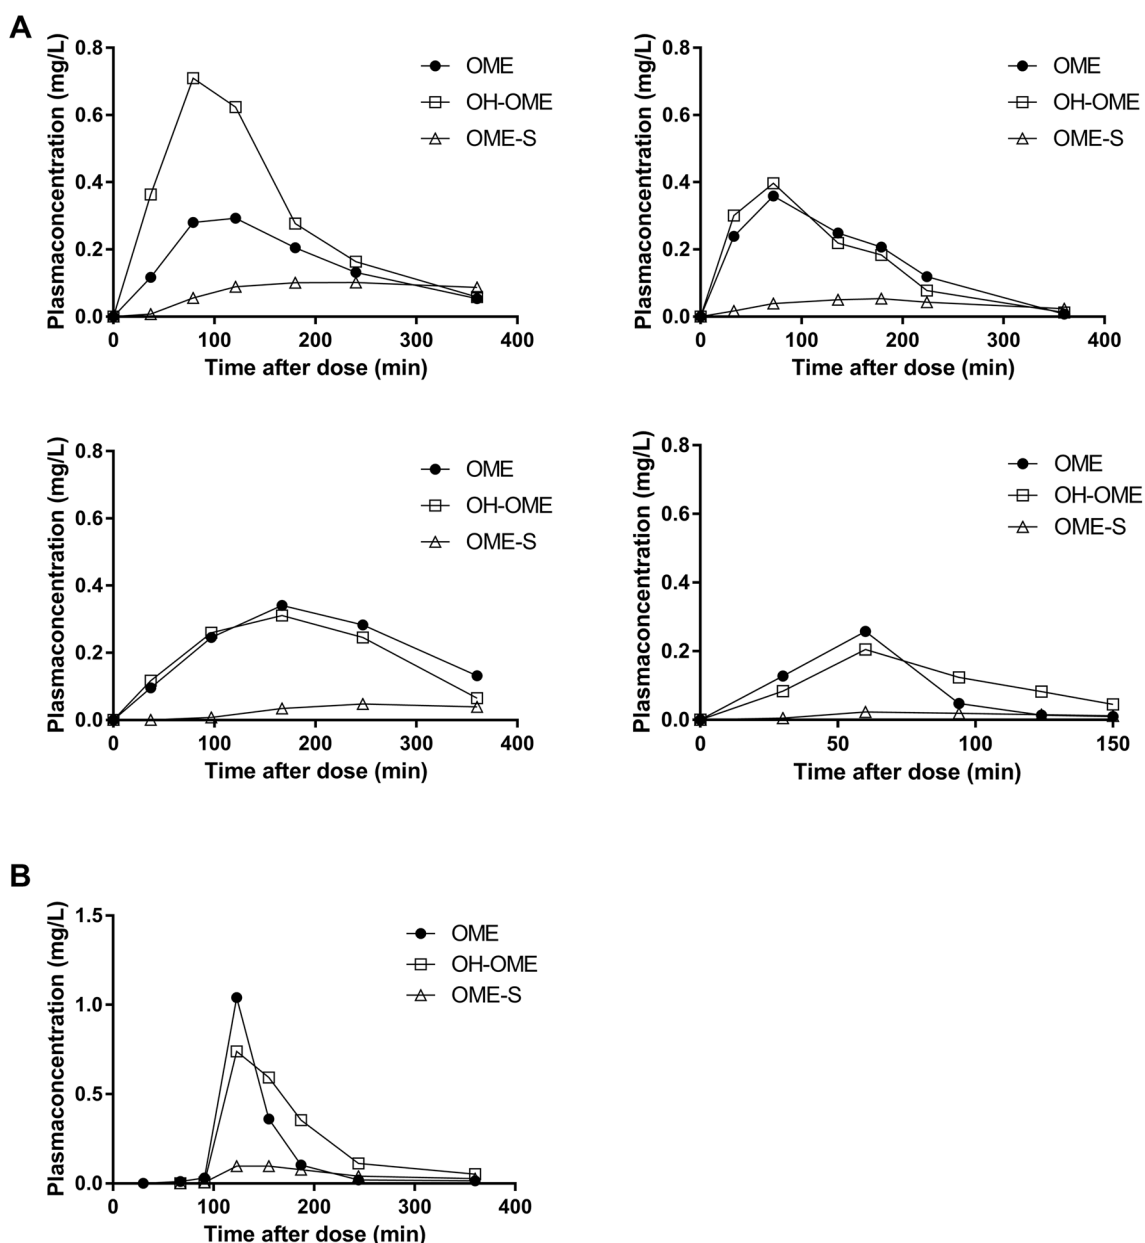 A
Plasmaconcentration (mg/L)
0.8
0.6
0.4
0.2
0.0
0 100 200 300 400
Time after dose (min)
OME
OH-OME
OME-S
Plasmaconcentration (mg/L)
0.8
0.6
0.4
0.2
0.0
0 100 200 300 400
Time after dose (min)
OME
OH-OME
OME-S
Plasmaconcentration (mg/L)
0.8
0.6
0.4
0.2
0.0
0 100 200 300 400
Time after dose (min)
OME
OH-OME
OME-S
Plasmaconcentration (mg/L)
0.8
0.6
0.4
0.2
0.0
0 50 100 150
Time after dose (min)
OME
OH-OME
OME-S
B
Plasmaconcentration (mg/L)
1.5
1.0
0.5
0.0
0 100 200 300 400
Time after dose (min)
OME
OH-OME
OME-S